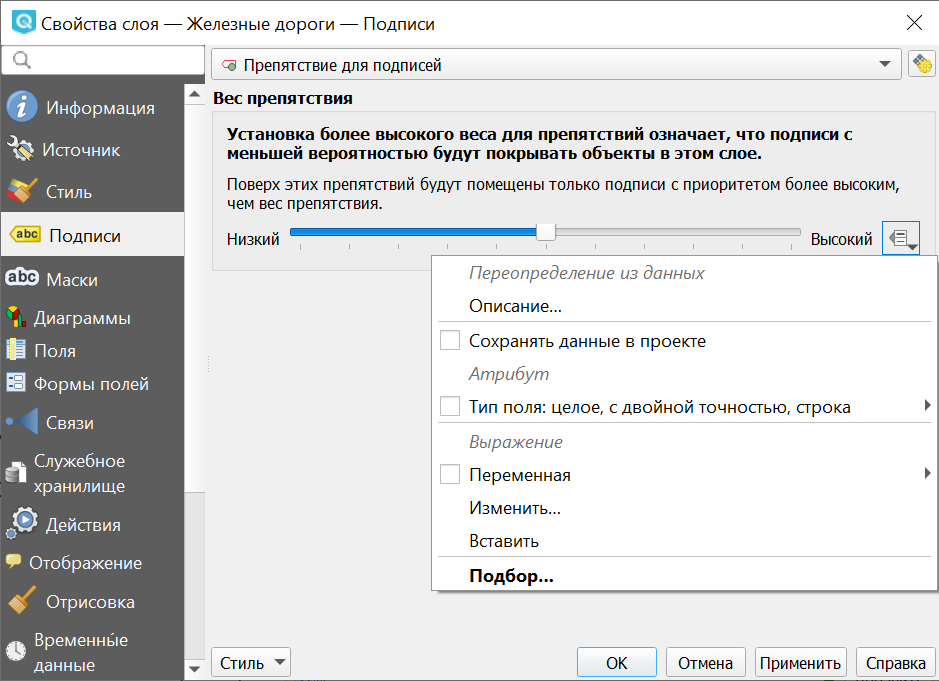 Свойства слоя — Железные дороги — Подписи
Препятствие для подписей
Информация
Источник
Стиль
abc Подписи
abc Маски
Диаграммы
Поля
Формы полей
Связи
Служебное
хранилище
Действия
Отображение
Отрисовка
Временны́е
данные
Вес препятствия
Установка более высокого веса для препятствий означает, что подписи с
меньшей вероятностью будут покрывать объекты в этом слое.
Поверх этих препятствий будут помещены только подписи с приоритетом более высоким,
чем вес препятствия.
Низкий
Высокий
Переопределение из данных
Описание...
Сохранять данные в проекте
Атрибут
Тип поля: целое, с двойной точностью, строка
Выражение
Переменная
Изменить...
Вставить
Подбор...
Стиль
OK
Отмена
Применить
Справка